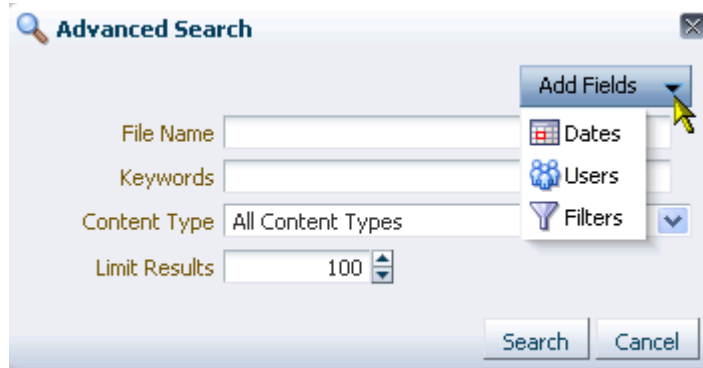 Advanced Search
Add Fields
File Name
Dates
Keywords
Users
Content Type All Content Types
Filters
Limit Results 100
Search Cancel